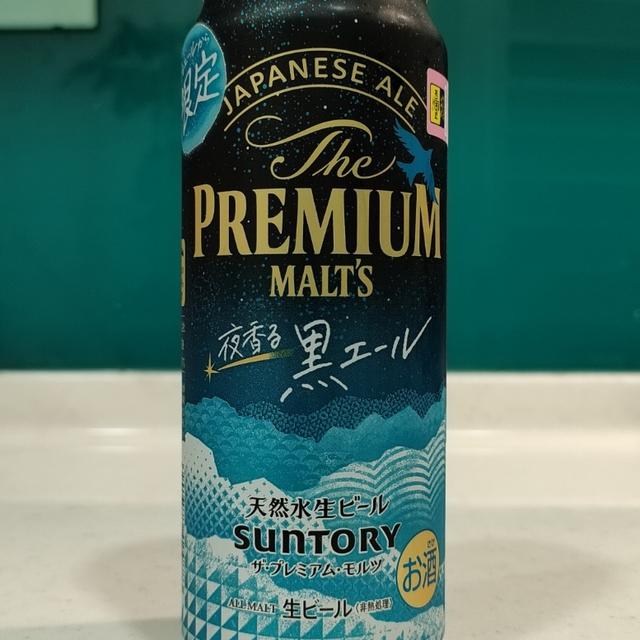 限定
JAPANESE ALE
The
PREMIUM
MALT'S
夜香る
黒エール
天然水生ビール
SUNTORY
ザ・プレミアム・モルツ
お酒
ALL MALT 生ビール (非熱処理)